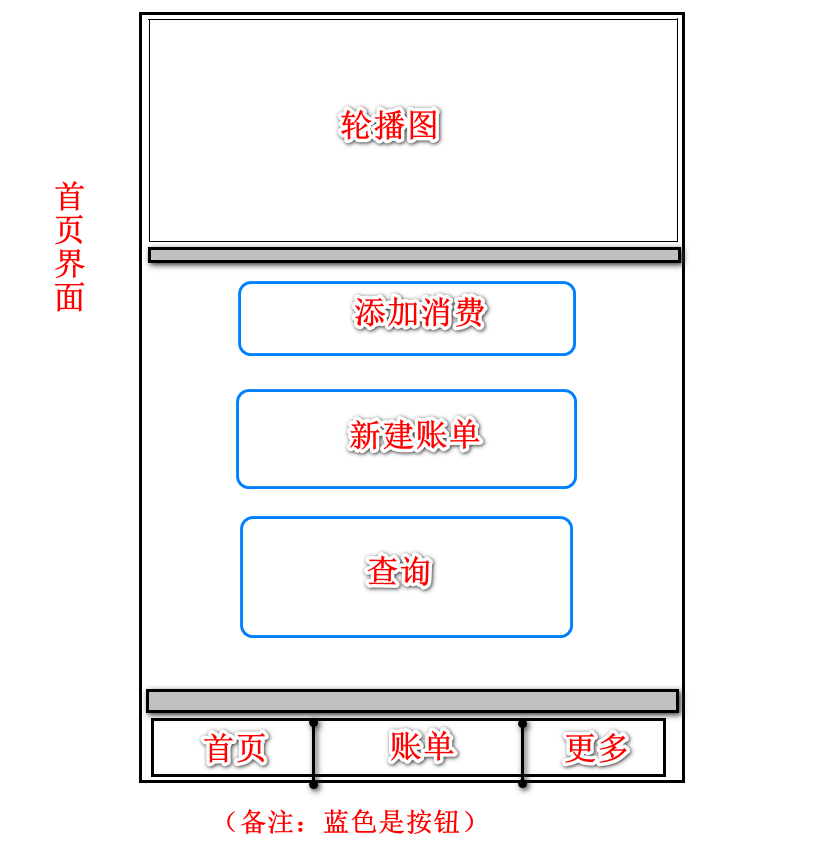 轮播图
首页界面
添加消费
新建账单
查询
首页 账单 更多
（备注：蓝色是按钮）